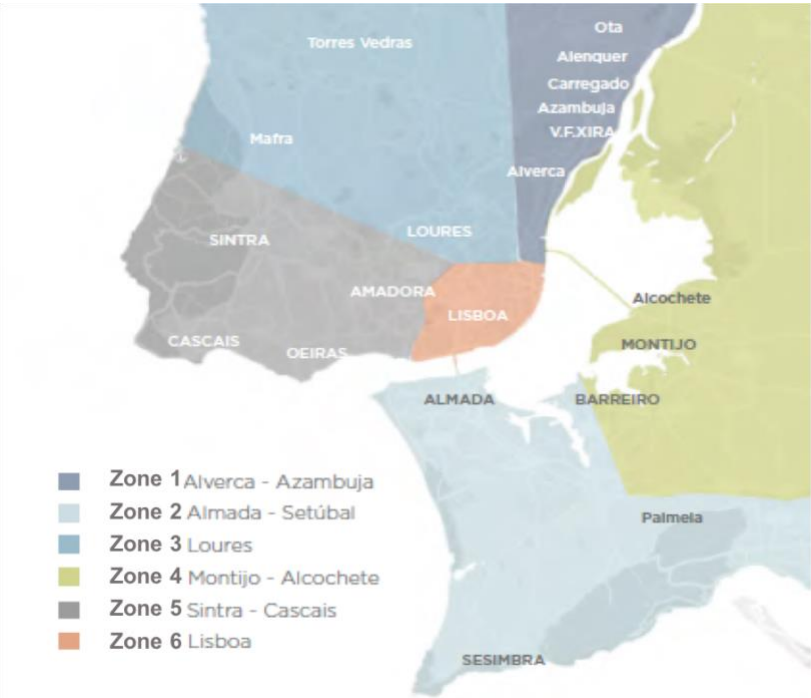 Ota
Torres Vedras
Alenquer
Carregado
Azambuja
V.F.XIRA
Mafra
Alverca
LOURES
SINTRA
AMADORA
Alcochete
LISBOA
CASCAIS
MONTIJO
OEIRAS
ALMADA
BARREIRO
Zone 1 Alverca - Azambuja
Zone 2 Almada - Setúbal
Palmela
Zone 3 Loures
Zone 4 Montijo - Alcochete
Zone 5 Sintra - Cascais
Zone 6 Lisboa
SESIMBRA